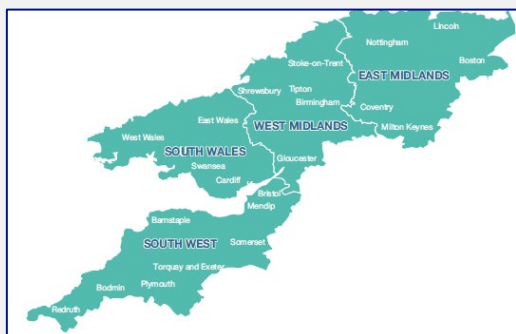 Lincoln
Nottingham
Stoke-on-Trent
Boston
EAST MIDLANDS
Shrewsbury
Tipton
Birmingham
Coventry
East Wales
WEST MIDLANDS
Milton Keynes
West Wales
SOUTH WALES
Gloucester
Swansea
Cardiff
Bristol
Mendip
Barnstaple
SOUTH WEST
Somerset
Torquay and Exeter
Plymouth
Bodmin
Redruth